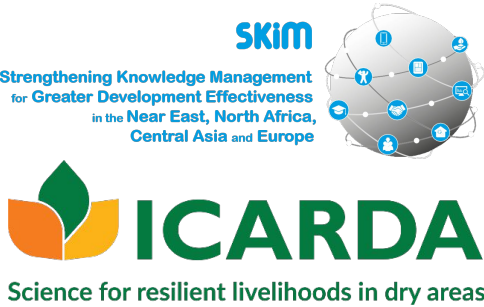 SKiM
Strengthening Knowledge Management
for Greater Development Effectiveness
in the Near East, North Africa,
Central Asia and Europe
ICARDA
Science for resilient livelihoods in dry areas